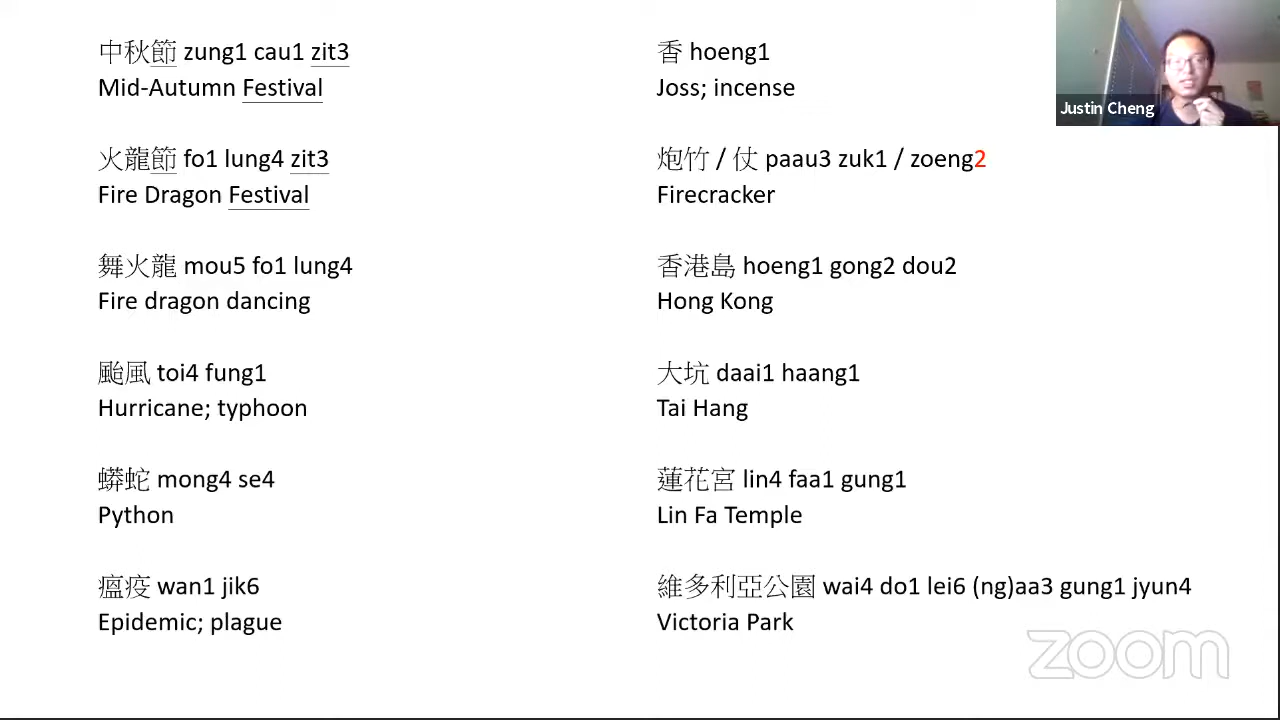 中秋節 zung1 cau1 zit3
Mid-Autumn Festival
火龍節 fo1 lung4 zit3
Fire Dragon Festival
舞火龍 mou5 fo1 lung4
Fire dragon dancing
颱風 toi4 fung1
Hurricane; typhoon
蟒蛇 mong4 se4
Python
瘟疫 wan1 jik6
Epidemic; plague
香 hoeng1
Joss; incense
炮竹 / 仗 paau3 zuk1 / zoeng2
Firecracker
香港島 hoeng1 gong2 dou2
Hong Kong
大坑 daai1 haang1
Tai Hang
蓮花宮 lin4 faa1 gung1
Lin Fa Temple
維多利亞公園 wai4 do1 lei6 (ng)aa3 gung1 jyun4
Victoria Park
Justin Cheng
zoom